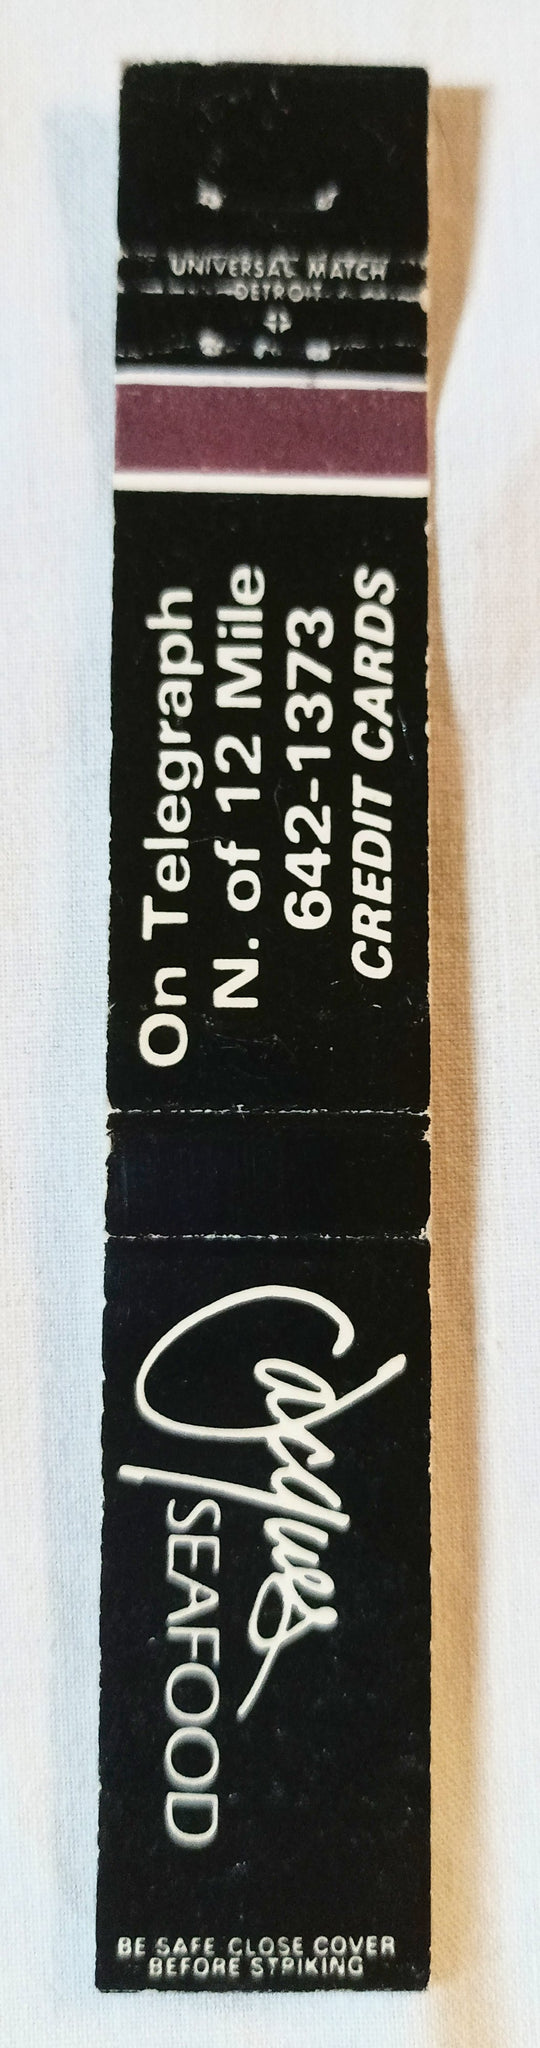 UNIVERSAL MATCH
DETROIT
On Telegraph
N. of 12 Mile
642-1373
CREDIT CARDS
Jacques
SEAFOOD
BE SAFE CLOSE COVER
BEFORE STRIKING